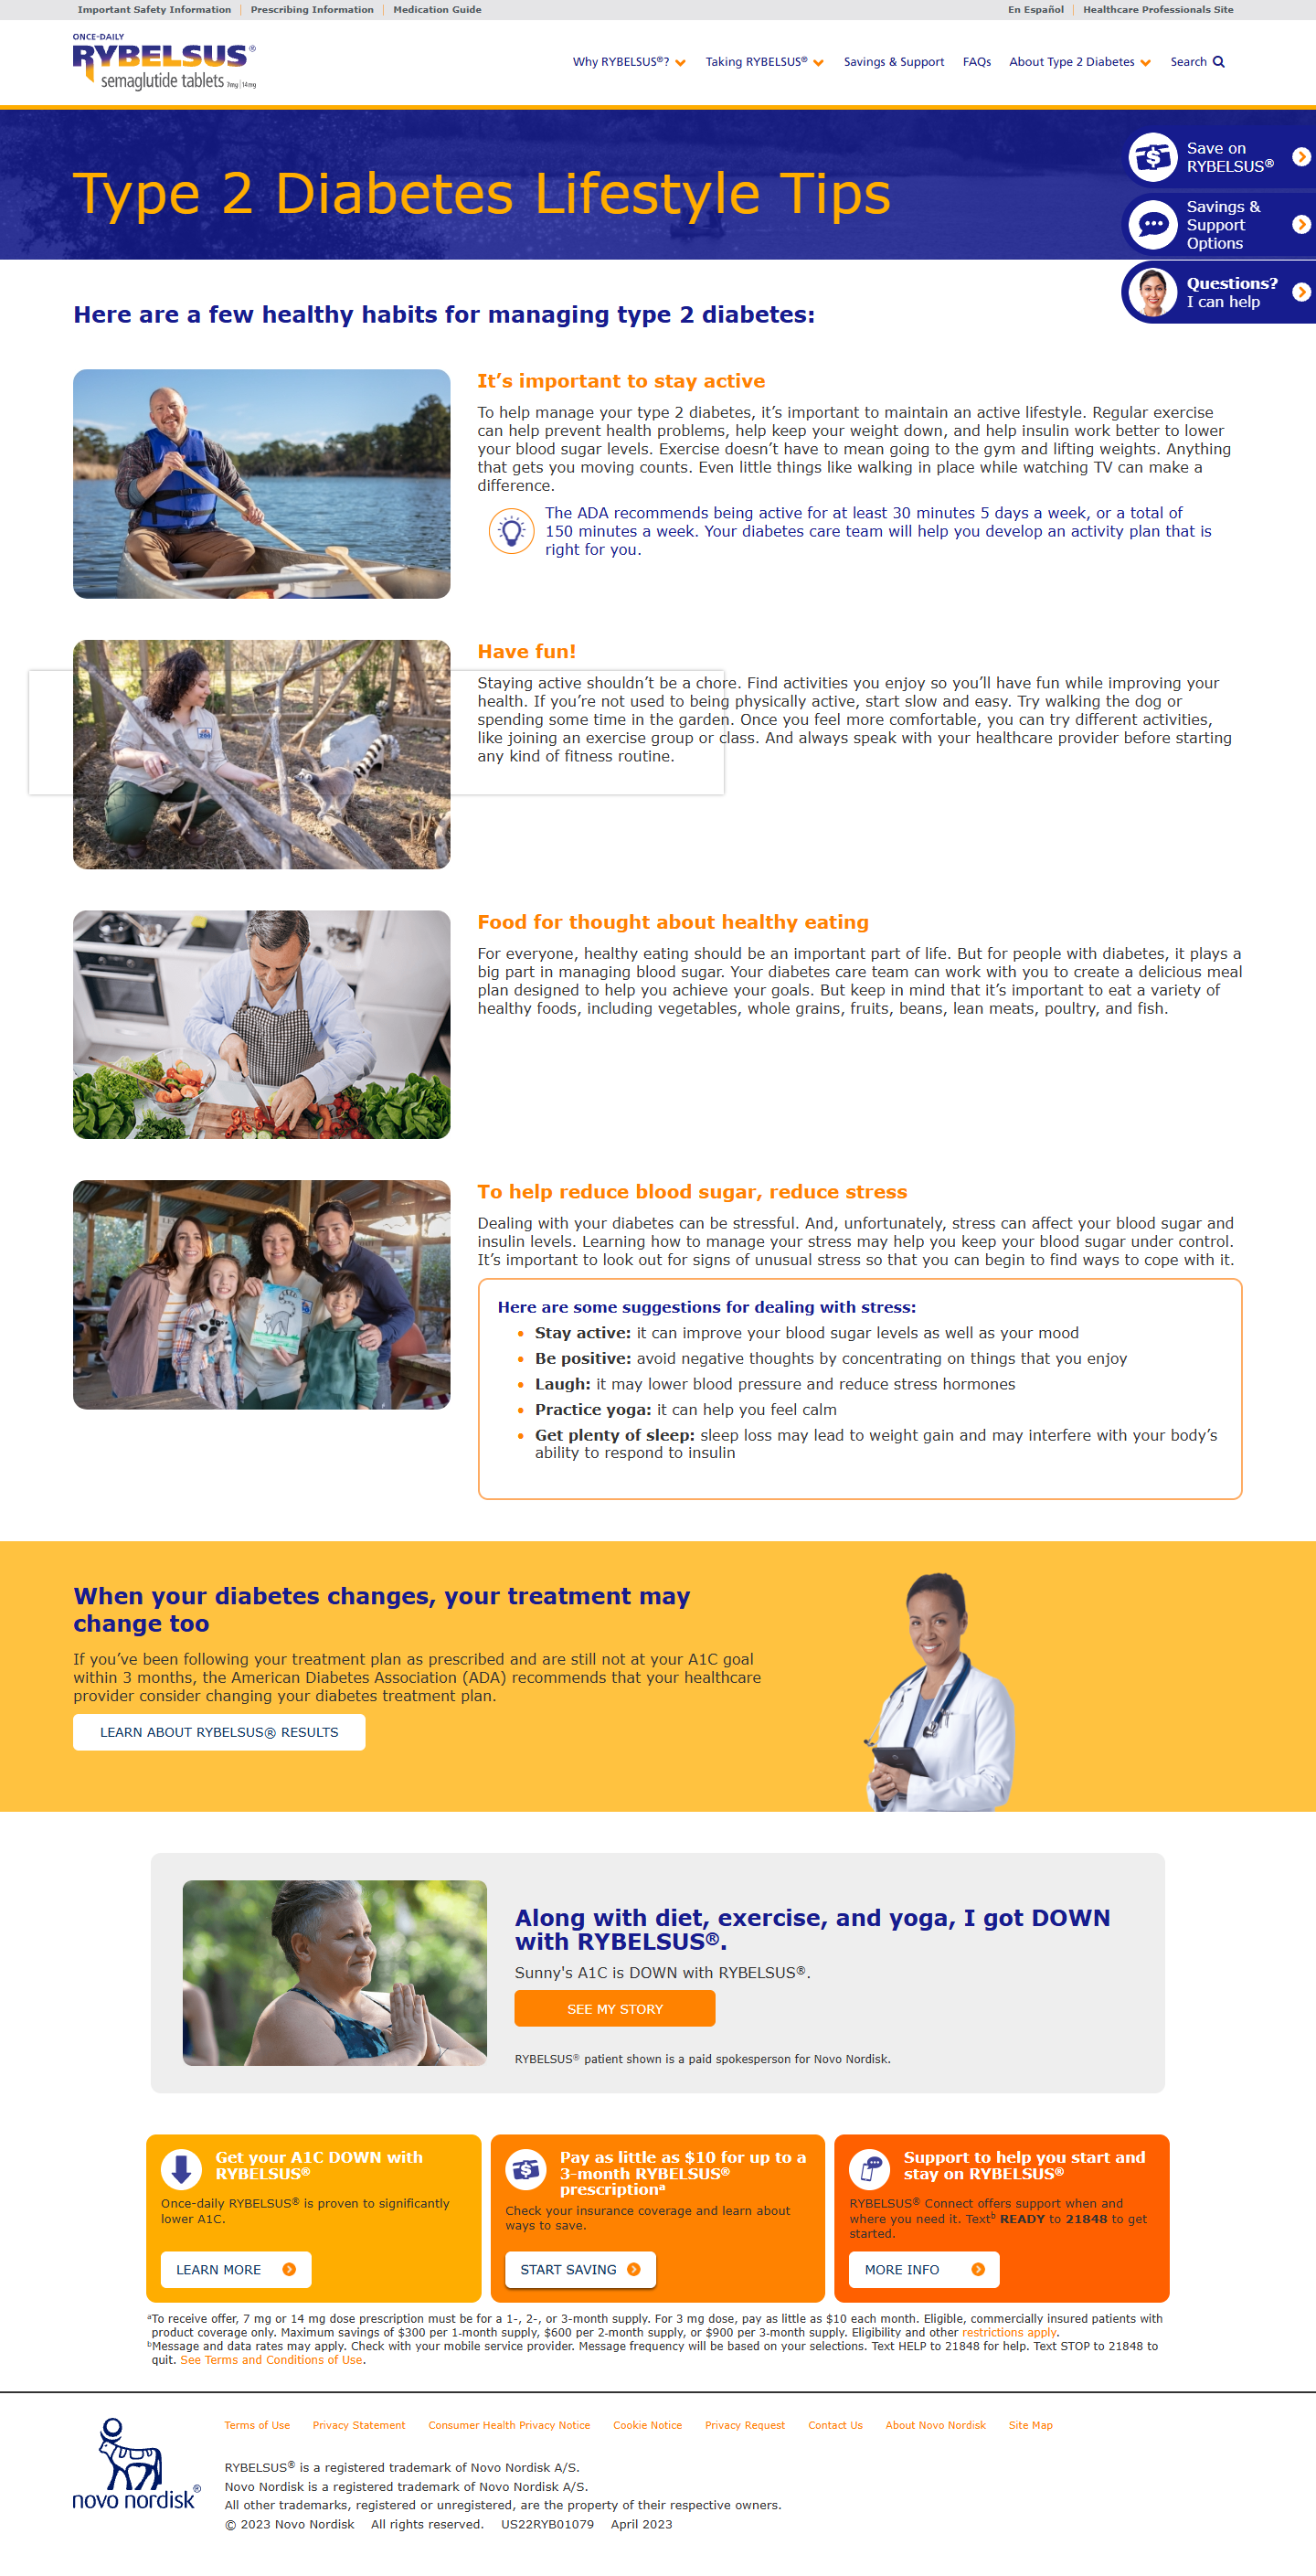 Important Safety Information | Prescribing Information | Medication Guide
En Español | Healthcare Professionals Site
ONCE-DAILY
RYBELSUS®
semaglutide tablets 7mg | 14mg
Why RYBELSUS®? Taking RYBELSUS® Savings & Support FAQs About Type 2 Diabetes Search
Type 2 Diabetes Lifestyle Tips
Save on
RYBELSUS®
Savings &
Support
Options
Questions?
I can help
Here are a few healthy habits for managing type 2 diabetes:
It’s important to stay active
To help manage your type 2 diabetes, it’s important to maintain an active lifestyle. Regular exercise
can help prevent health problems, help keep your weight down, and help insulin work better to lower
your blood sugar levels. Exercise doesn’t have to mean going to the gym and lifting weights. Anything
that gets you moving counts. Even little things like walking in place while watching TV can make a
difference.
The ADA recommends being active for at least 30 minutes 5 days a week, or a total of
150 minutes a week. Your diabetes care team will help you develop an activity plan that is
right for you.
Have fun!
Staying active shouldn’t be a chore. Find activities you enjoy so you’ll have fun while improving your
health. If you’re not used to being physically active, start slow and easy. Try walking the dog or
spending some time in the garden. Once you feel more comfortable, you can try different activities,
like joining an exercise group or class. And always speak with your healthcare provider before starting
any kind of fitness routine.
Food for thought about healthy eating
For everyone, healthy eating should be an important part of life. But for people with diabetes, it plays a
big part in managing blood sugar. Your diabetes care team can work with you to create a delicious meal
plan designed to help you achieve your goals. But keep in mind that it’s important to eat a variety of
healthy foods, including vegetables, whole grains, fruits, beans, lean meats, poultry, and fish.
To help reduce blood sugar, reduce stress
Dealing with your diabetes can be stressful. And, unfortunately, stress can affect your blood sugar and
insulin levels. Learning how to manage your stress may help you keep your blood sugar under control.
It’s important to look out for signs of unusual stress so that you can begin to find ways to cope with it.
Here are some suggestions for dealing with stress:
• Stay active: it can improve your blood sugar levels as well as your mood
• Be positive: avoid negative thoughts by concentrating on things that you enjoy
• Laugh: it may lower blood pressure and reduce stress hormones
• Practice yoga: it can help you feel calm
• Get plenty of sleep: sleep loss may lead to weight gain and may interfere with your body’s
ability to respond to insulin
When your diabetes changes, your treatment may
change too
If you’ve been following your treatment plan as prescribed and are still not at your A1C goal
within 3 months, the American Diabetes Association (ADA) recommends that your healthcare
provider consider changing your diabetes treatment plan.
LEARN ABOUT RYBELSUS® RESULTS
Along with diet, exercise, and yoga, I got DOWN
with RYBELSUS®.
Sunny's A1C is DOWN with RYBELSUS®.
SEE MY STORY
RYBELSUS® patient shown is a paid spokesperson for Novo Nordisk.
Get your A1C DOWN with
RYBELSUS®
Once-daily RYBELSUS® is proven to significantly
lower A1C.
LEARN MORE
Pay as little as $10 for up to a
3-month RYBELSUS®
prescriptionᵃ
Check your insurance coverage and learn about
ways to save.
START SAVING
Support to help you start and
stay on RYBELSUS®
RYBELSUS® Connect offers support when and
where you need it. Textᵇ READY to 21848 to get
started.
MORE INFO
ᵃTo receive offer, 7 mg or 14 mg dose prescription must be for a 1-, 2-, or 3-month supply. For 3 mg dose, pay as little as $10 each month. Eligible, commercially insured patients with
product coverage only. Maximum savings of $300 per 1-month supply, $600 per 2-month supply, or $900 per 3-month supply. Eligibility and other restrictions apply.
ᵇMessage and data rates may apply. Check with your mobile service provider. Message frequency will be based on your selections. Text HELP to 21848 for help. Text STOP to 21848 to
quit. See Terms and Conditions of Use.
Terms of Use Privacy Statement Consumer Health Privacy Notice Cookie Notice Privacy Request Contact Us About Novo Nordisk Site Map
novo nordisk®
RYBELSUS® is a registered trademark of Novo Nordisk A/S.
Novo Nordisk is a registered trademark of Novo Nordisk A/S.
All other trademarks, registered or unregistered, are the property of their respective owners.
© 2023 Novo Nordisk All rights reserved. US22RYB01079 April 2023